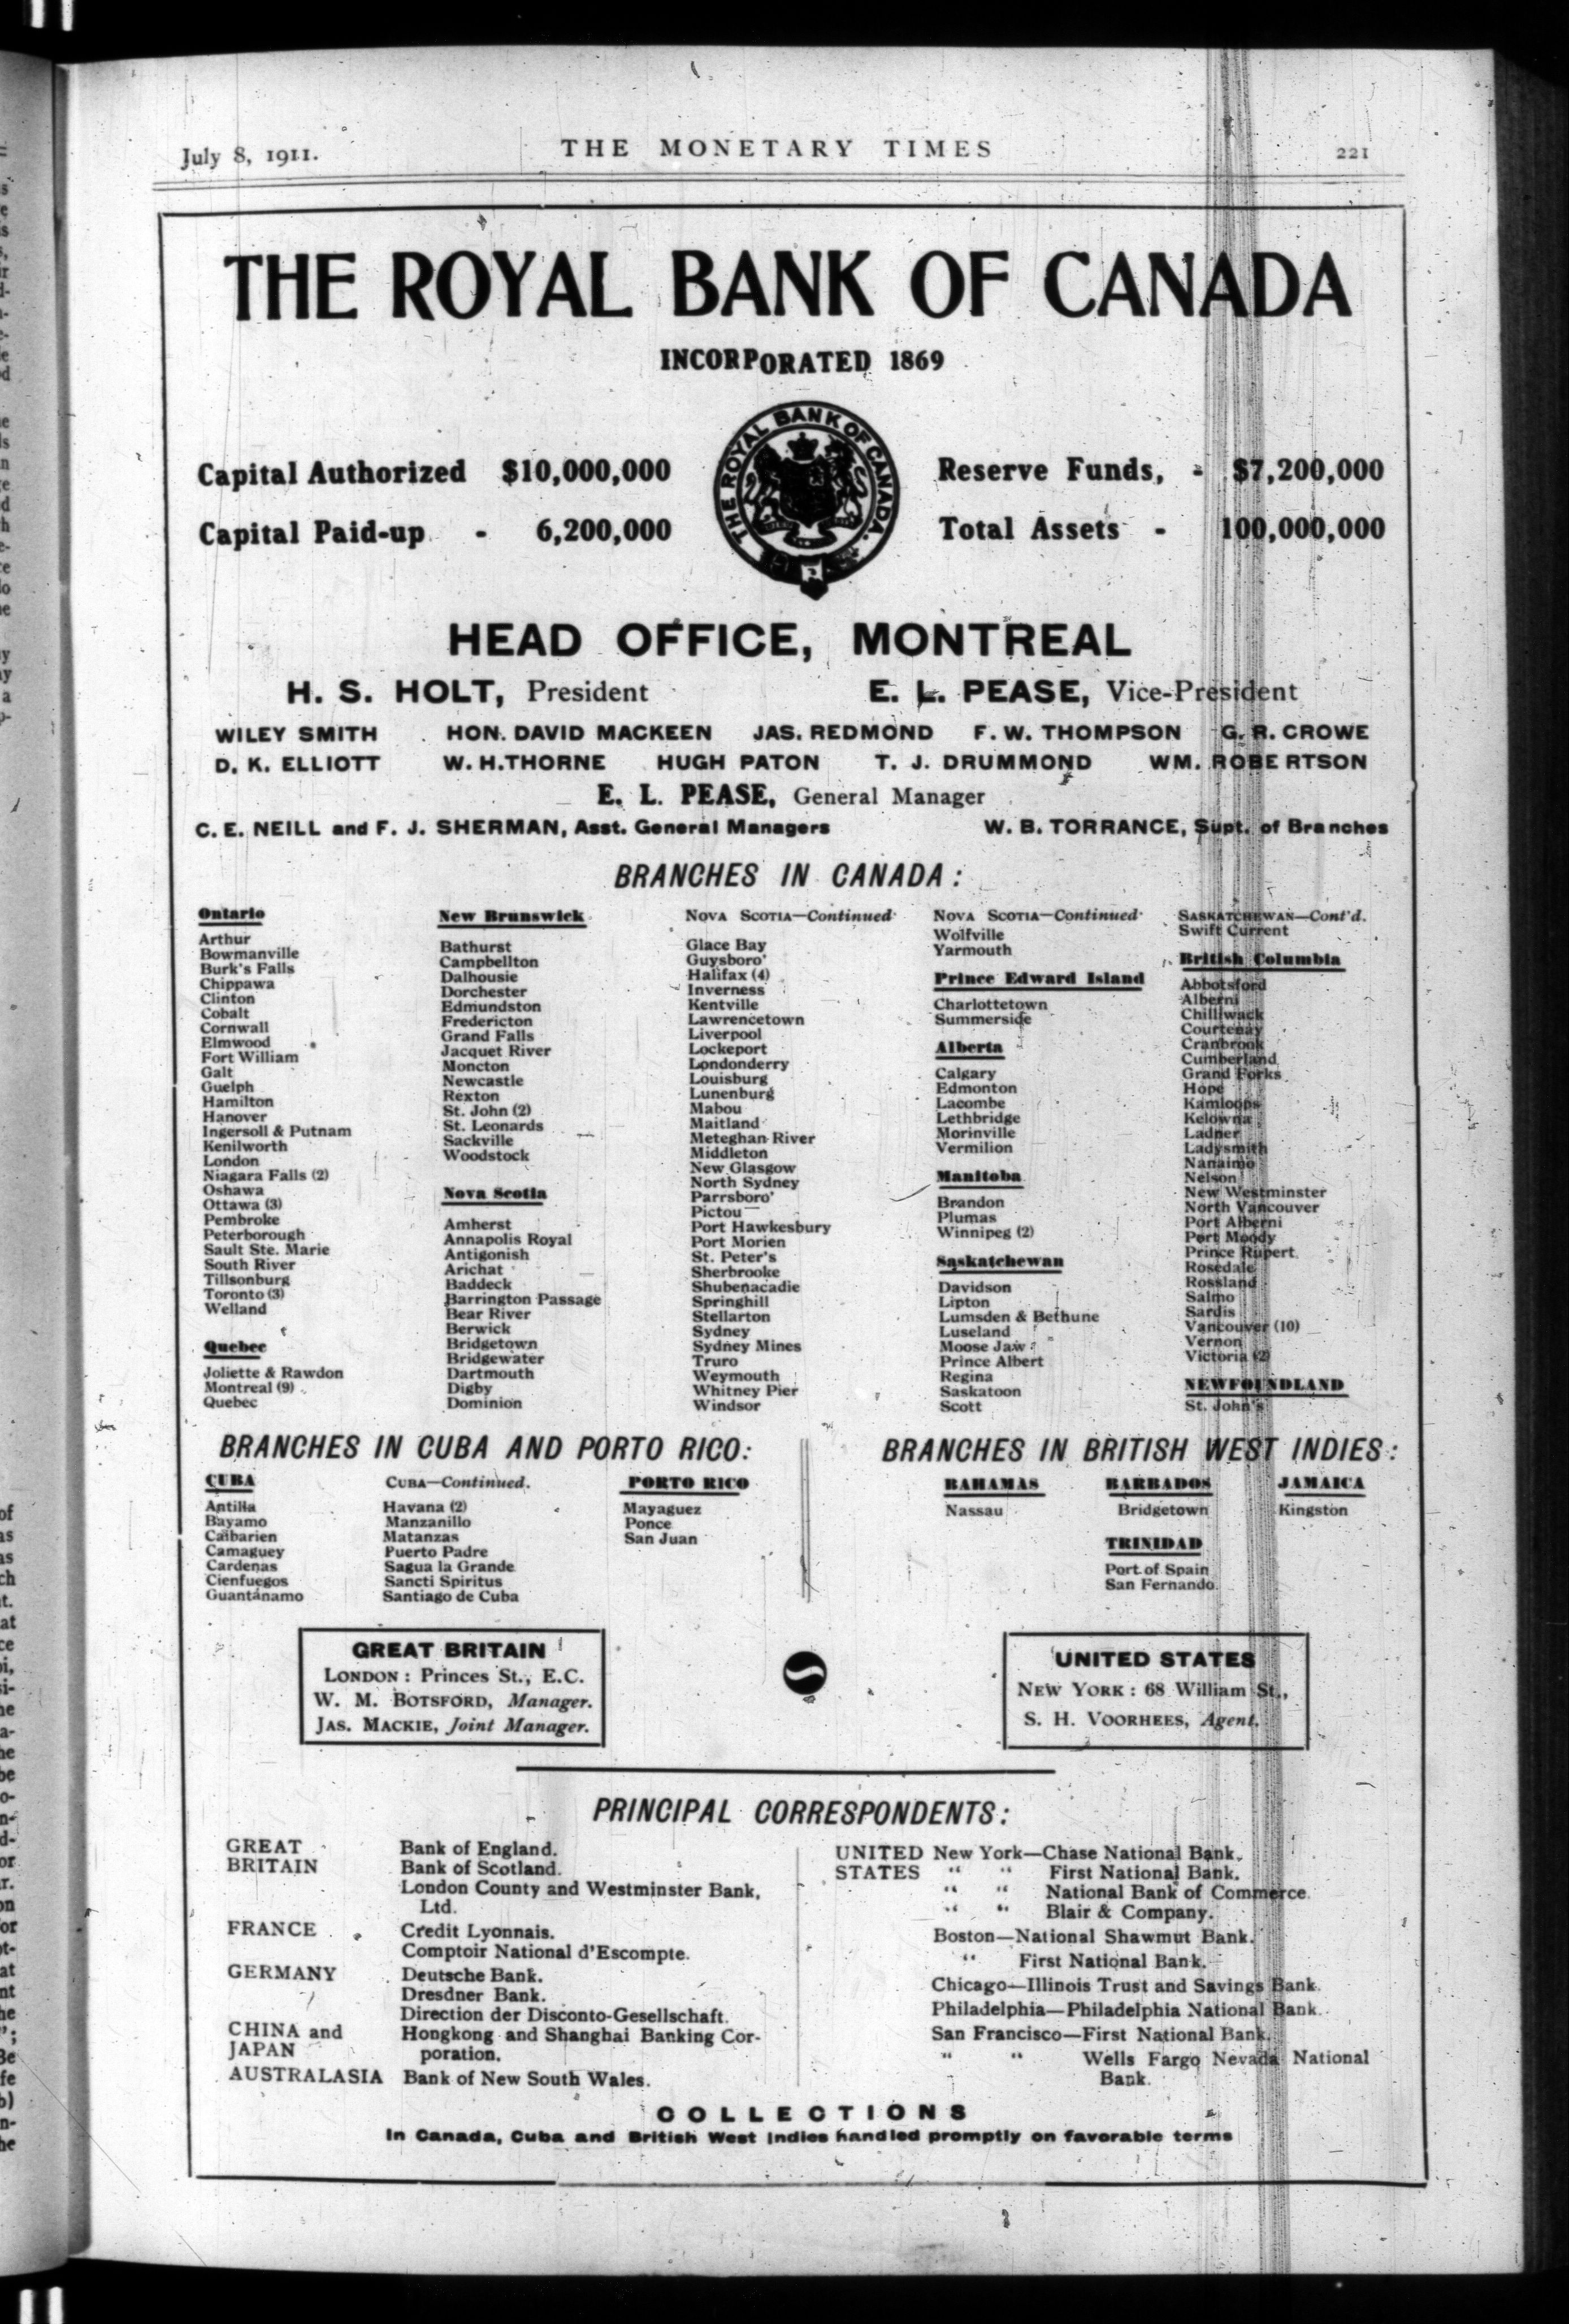 July 8, 1911.
THE MONETARY TIMES
221
THE ROYAL BANK OF CANADA
INCORPORATED 1869
Capital Authorized $10,000,000
Capital Paid-up - 6,200,000
THE ROYAL BANK OF CANADA.
Reserve Funds, - $7,200,000
Total Assets - 100,000,000
HEAD OFFICE, MONTREAL
H. S. HOLT, President E. L. PEASE, Vice-President
WILEY SMITH HON. DAVID MACKEEN JAS. REDMOND F. W. THOMPSON G. R. CROWE
D. K. ELLIOTT W. H. THORNE HUGH PATON T. J. DRUMMOND WM. ROBERTSON
E. L. PEASE, General Manager
C. E. NEILL and F. J. SHERMAN, Asst. General Managers W. B. TORRANCE, Supt. of Branches
BRANCHES IN CANADA:
Ontario
Arthur
Bowmanville
Burk's Falls
Chippawa
Clinton
Cobalt
Cornwall
Elmwood
Fort William
Galt
Guelph
Hamilton
Hanover
Ingersoll & Putnam
Kenilworth
London
Niagara Falls (2)
Oshawa
Ottawa (3)
Pembroke
Peterborough
Sault Ste. Marie
South River
Tillsonburg
Toronto (3)
Welland
Quebec
Joliette & Rawdon
Montreal (9)
Quebec
New Brunswick
Bathurst
Campbellton
Dalhousie
Dorchester
Edmundston
Fredericton
Grand Falls
Jacquet River
Moncton
Newcastle
Rexton
St. John (2)
St. Leonards
Sackville
Woodstock
Nova Scotia
Amherst
Annapolis Royal
Antigonish
Arichat
Baddeck
Barrington Passage
Bear River
Berwick
Bridgetown
Bridgewater
Dartmouth
Digby
Dominion
NOVA SCOTIA—Continued
Glace Bay
Guysboro'
Halifax (4)
Inverness
Kentville
Lawrencetown
Liverpool
Lockeport
Londonderry
Louisburg
Lunenburg
Mabou
Maitland
Meteghan River
Middleton
New Glasgow
North Sydney
Parrsboro'
Pictou
Port Hawkesbury
Port Morien
St. Peter's
Sherbrooke
Shubenacadie
Springhill
Stellarton
Sydney
Sydney Mines
Truro
Weymouth
Whitney Pier
Windsor
NOVA SCOTIA—Continued
Wolfville
Yarmouth
Prince Edward Island
Charlottetown
Summerside
Alberta
Calgary
Edmonton
Lacombe
Lethbridge
Morinville
Vermilion
Manitoba
Brandon
Plumas
Winnipeg (2)
Saskatchewan
Davidson
Lipton
Lumsden & Bethune
Luseland
Moose Jaw
Prince Albert
Regina
Saskatoon
Scott
SASKATCHEWAN—Cont'd.
Swift Current
British Columbia
Abbotsford
Alberni
Chilliwack
Courtenay
Cranbrook
Cumberland
Grand Forks
Hope
Kamloops
Kelowna
Ladner
Ladysmith
Nanaimo
Nelson
New Westminster
North Vancouver
Port Alberni
Port Moody
Prince Rupert
Rosedale
Rossland
Salmo
Sardis
Vancouver (10)
Vernon
Victoria (2)
NEWFOUNDLAND
St. John's
BRANCHES IN CUBA AND PORTO RICO:
CUBA
Antilla
Bayamo
Caibarien
Camaguey
Cardenas
Cienfuegos
Guantánamo
CUBA—Continued.
Havana (2)
Manzanillo
Matanzas
Puerto Padre
Sagua la Grande
Sancti Spiritus
Santiago de Cuba
PORTO RICO
Mayaguez
Ponce
San Juan
BRANCHES IN BRITISH WEST INDIES:
BAHAMAS
Nassau
BARBADOS
Bridgetown
TRINIDAD
Port of Spain
San Fernando
JAMAICA
Kingston
GREAT BRITAIN
LONDON: Princes St., E.C.
W. M. BOTSFORD, Manager.
JAS. MACKIE, Joint Manager.
UNITED STATES
NEW YORK: 68 William St.,
S. H. VOORHEES, Agent.
PRINCIPAL CORRESPONDENTS:
GREAT BRITAIN
Bank of England.
Bank of Scotland.
London County and Westminster Bank,
Ltd.
FRANCE Credit Lyonnais.
Comptoir National d'Escompte.
GERMANY Deutsche Bank.
Dresdner Bank.
Direction der Disconto-Gesellschaft.
CHINA and JAPAN
Hongkong and Shanghai Banking Cor-
poration.
AUSTRALASIA Bank of New South Wales.
UNITED STATES
New York—Chase National Bank.
" " First National Bank.
" " National Bank of Commerce.
" " Blair & Company.
Boston—National Shawmut Bank.
" First National Bank.
Chicago—Illinois Trust and Savings Bank.
Philadelphia—Philadelphia National Bank.
San Francisco—First National Bank.
" " Wells Fargo Nevada National
Bank.
COLLECTIONS
In Canada, Cuba and British West Indies handled promptly on favorable terms